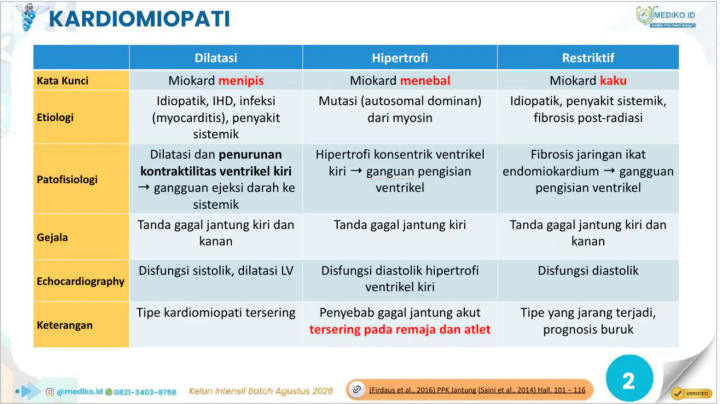 KARDIOMIOPATI
MEDIKO.ID
Dilatasi
Hipertrofi
Restriktif
Kata Kunci
Miokard menipis
Miokard menebal
Miokard kaku
Etiologi
Idiopatik, IHD, infeksi
(myocarditis), penyakit
sistemik
Mutasi (autosomal dominan)
dari myosin
Idiopatik, penyakit sistemik,
fibrosis post-radiasi
Patofisiologi
Dilatasi dan penurunan
kontraktilitas ventrikel kiri
→ gangguan ejeksi darah ke
sistemik
Hipertrofi konsentrik ventrikel
kiri → ganguan pengisian
ventrikel
Fibrosis jaringan ikat
endomiokardium → gangguan
pengisian ventrikel
Gejala
Tanda gagal jantung kiri dan
kanan
Tanda gagal jantung kiri
Tanda gagal jantung kiri dan
kanan
Echocardiography
Disfungsi sistolik, dilatasi LV
Disfungsi diastolik hipertrofi
ventrikel kiri
Disfungsi diastolik
Keterangan
Tipe kardiomiopati tersering
Penyebab gagal jantung akut
tersering pada remaja dan atlet
Tipe yang jarang terjadi,
prognosis buruk
@mediko.id 0821-3403-8758
Kelon Intensif Batch Agustus 2026
(Firdaus et al., 2016) PPK Jantung (Saini et al., 2014) Hall. 101 – 116
2